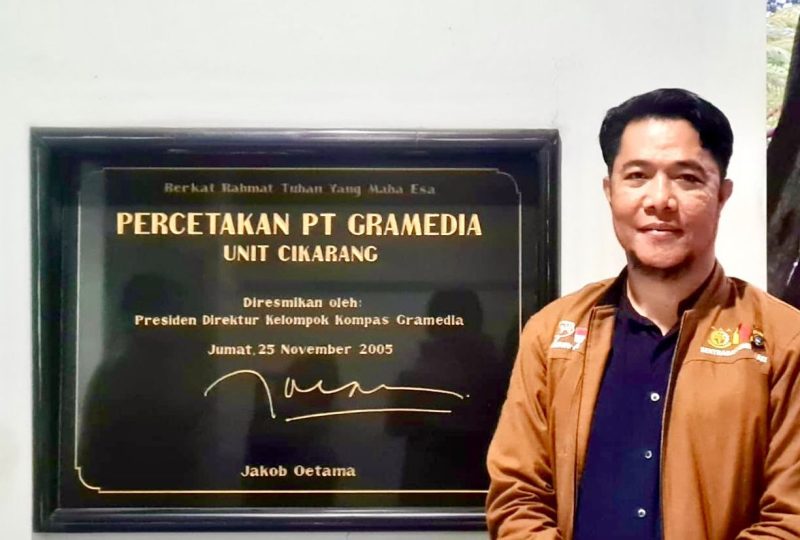 Berkat Rahmat Tuhan Yang Maha Esa
PERCETAKAN PT GRAMEDIA
UNIT CIKARANG
Diresmikan oleh:
Presiden Direktur Kelompok Kompas Gramedia
Jumat, 25 November 2005
Jakob Oetama